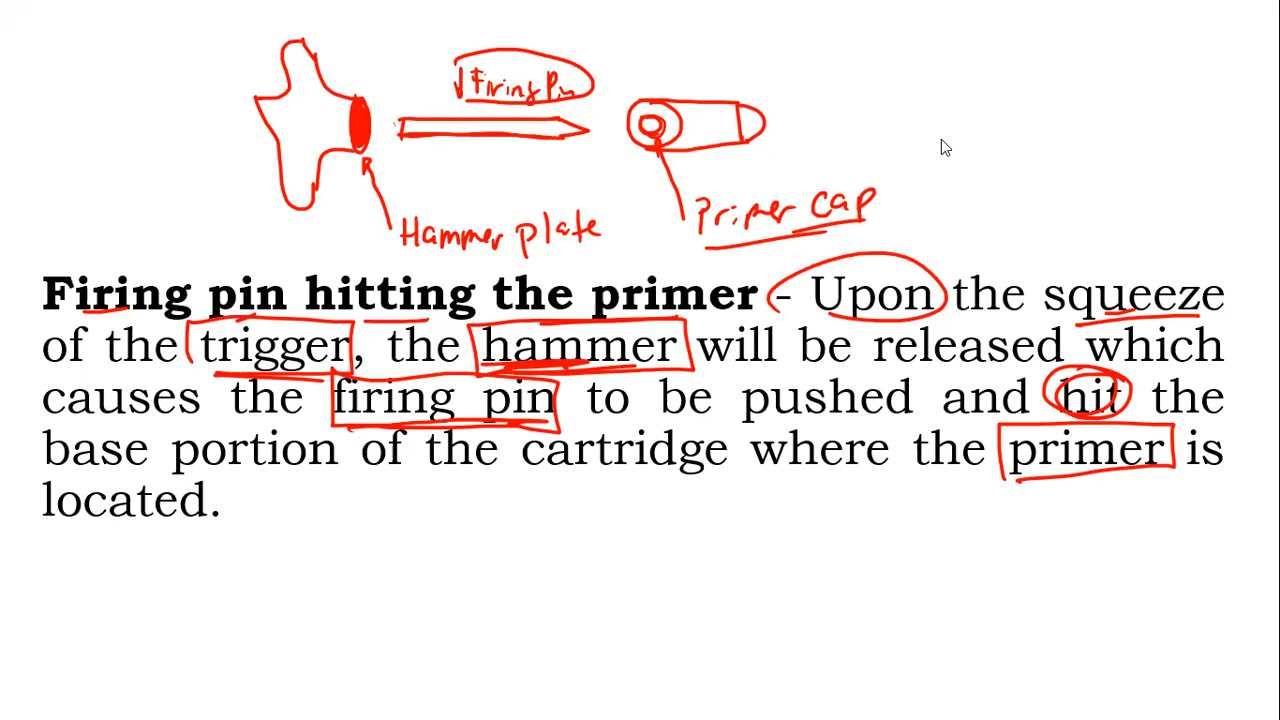 Firing Pin
Hammer plate
Primer cap
Firing pin hitting the primer - Upon the squeeze
of the trigger, the hammer will be released which
causes the firing pin to be pushed and hit the
base portion of the cartridge where the primer is
located.